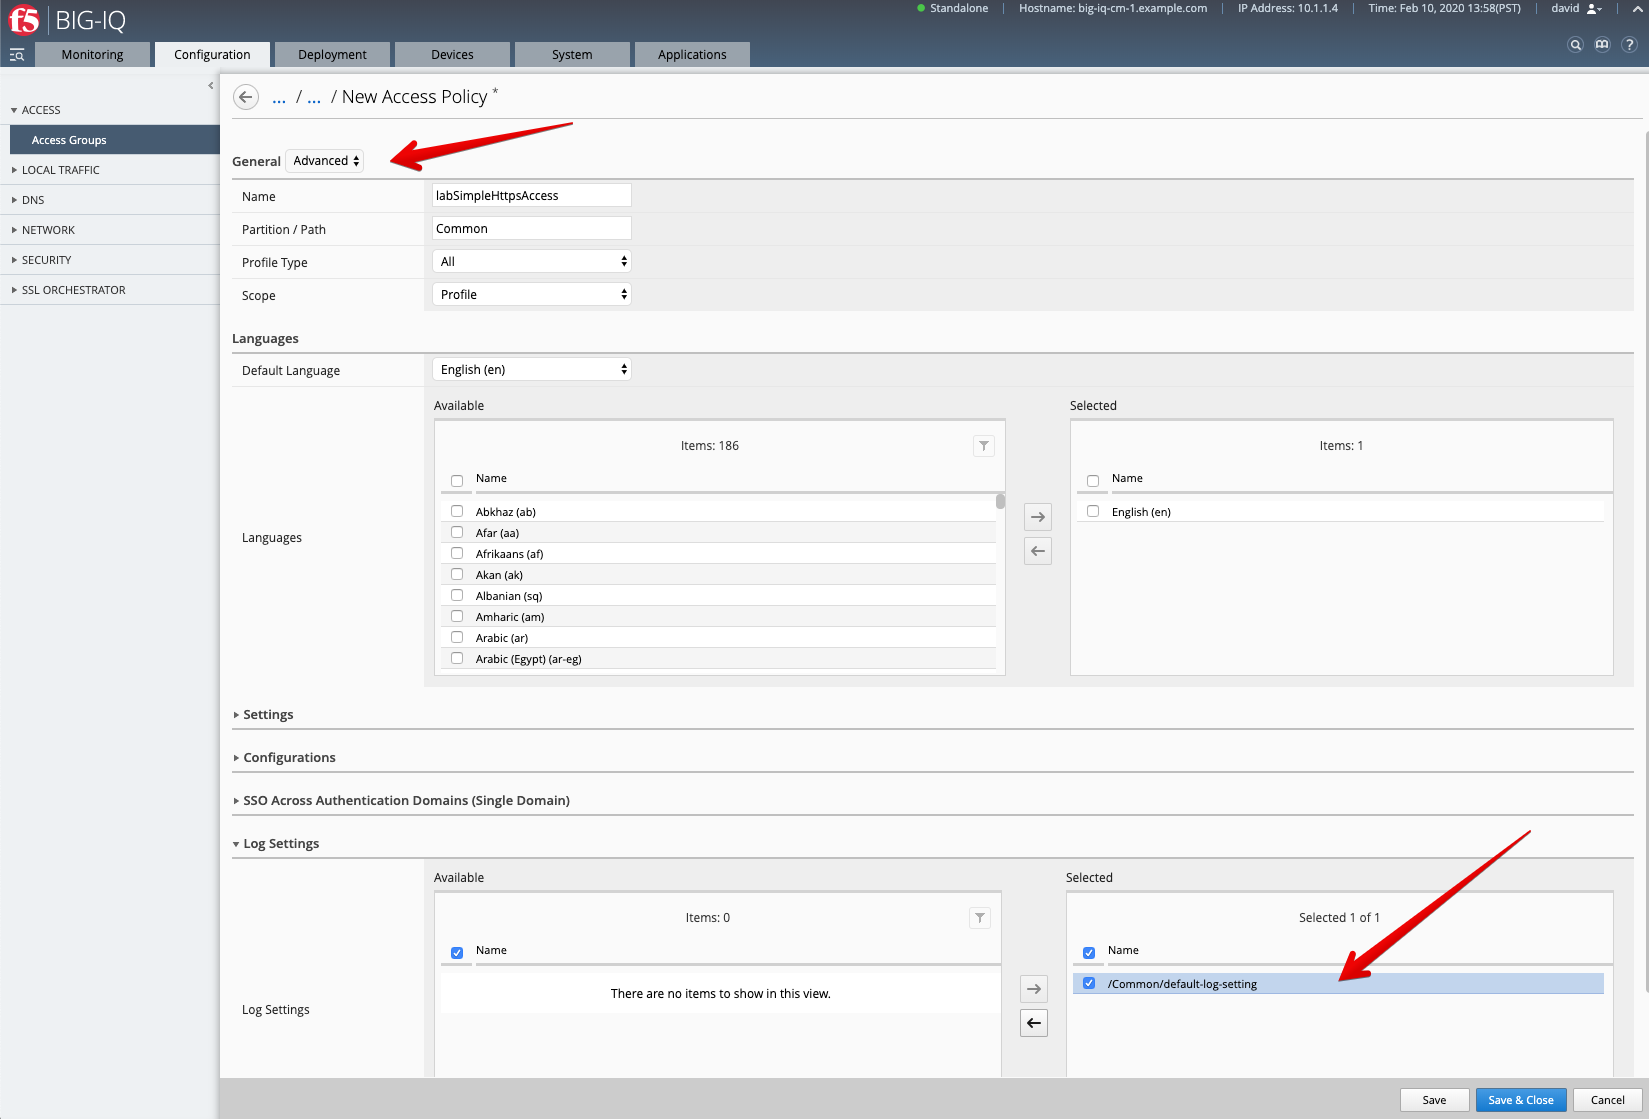 f5 BIG-IQ
Standalone
Hostname: big-iq-cm-1.example.com
IP Address: 10.1.1.4
Time: Feb 10, 2020 13:58(PST)
david
Monitoring
Configuration
Deployment
Devices
System
Applications
?
ACCESS
Access Groups
LOCAL TRAFFIC
DNS
NETWORK
SECURITY
SSL ORCHESTRATOR
... / ... / New Access Policy *
General Advanced
Name labSimpleHttpsAccess
Partition / Path Common
Profile Type All
Scope Profile
Languages
Default Language English (en)
Languages
Available
Items: 186
Name
Abkhaz (ab)
Afar (aa)
Afrikaans (af)
Akan (ak)
Albanian (sq)
Amharic (am)
Arabic (ar)
Arabic (Egypt) (ar-eg)
Selected
Items: 1
Name
English (en)
Settings
Configurations
SSO Across Authentication Domains (Single Domain)
Log Settings
Log Settings
Available
Items: 0
Name
There are no items to show in this view.
Selected
Selected 1 of 1
Name
/Common/default-log-setting
Save
Save & Close
Cancel